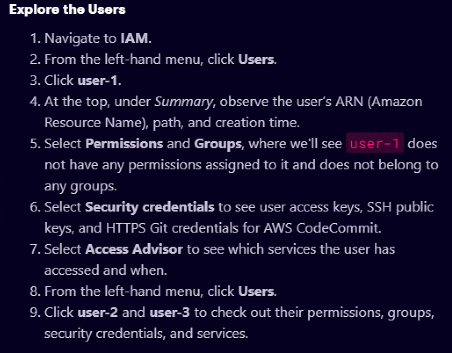 Explore the Users
1. Navigate to IAM.
2. From the left-hand menu, click Users.
3. Click user-1.
4. At the top, under Summary, observe the user's ARN (Amazon
Resource Name), path, and creation time.
5. Select Permissions and Groups, where we'll see user-1 does
not have any permissions assigned to it and does not belong to
any groups.
6. Select Security credentials to see user access keys, SSH public
keys, and HTTPS Git credentials for AWS CodeCommit.
7. Select Access Advisor to see which services the user has
accessed and when.
8. From the left-hand menu, click Users.
9. Click user-2 and user-3 to check out their permissions, groups,
security credentials, and services.